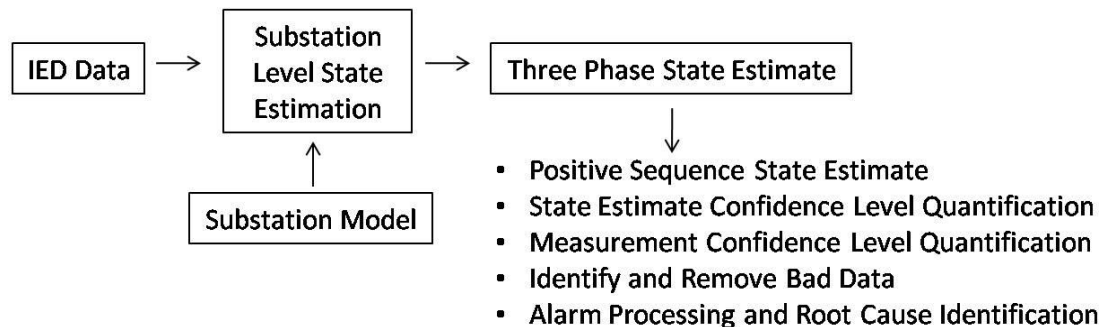 IED Data
Substation
Level State
Estimation
Three Phase State Estimate
Substation Model
▪ Positive Sequence State Estimate
▪ State Estimate Confidence Level Quantification
▪ Measurement Confidence Level Quantification
▪ Identify and Remove Bad Data
▪ Alarm Processing and Root Cause Identification